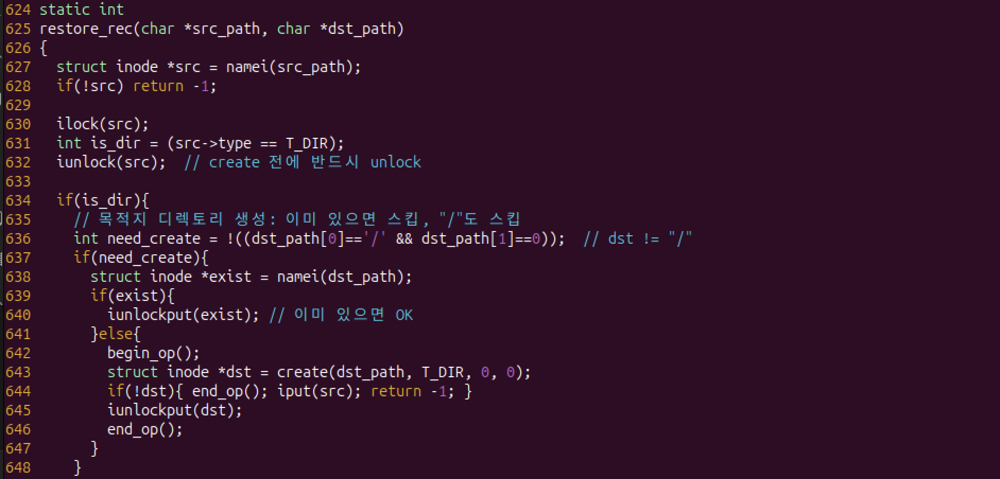 624 static int
625 restore_rec(char *src_path, char *dst_path)
626 {
627   struct inode *src = namei(src_path);
628   if(!src) return -1;
629
630   ilock(src);
631   int is_dir = (src->type == T_DIR);
632   iunlock(src);  // create 전에 반드시 unlock
633
634   if(is_dir){
635     // 목적지 디렉토리 생성: 이미 있으면 스킵, "/"도 스킵
636     int need_create = !((dst_path[0]=='/' && dst_path[1]==0));  // dst != "/"
637     if(need_create){
638       struct inode *exist = namei(dst_path);
639       if(exist){
640         iunlockput(exist); // 이미 있으면 OK
641       }else{
642         begin_op();
643         struct inode *dst = create(dst_path, T_DIR, 0, 0);
644         if(!dst){ end_op(); iput(src); return -1; }
645         iunlockput(dst);
646         end_op();
647       }
648     }